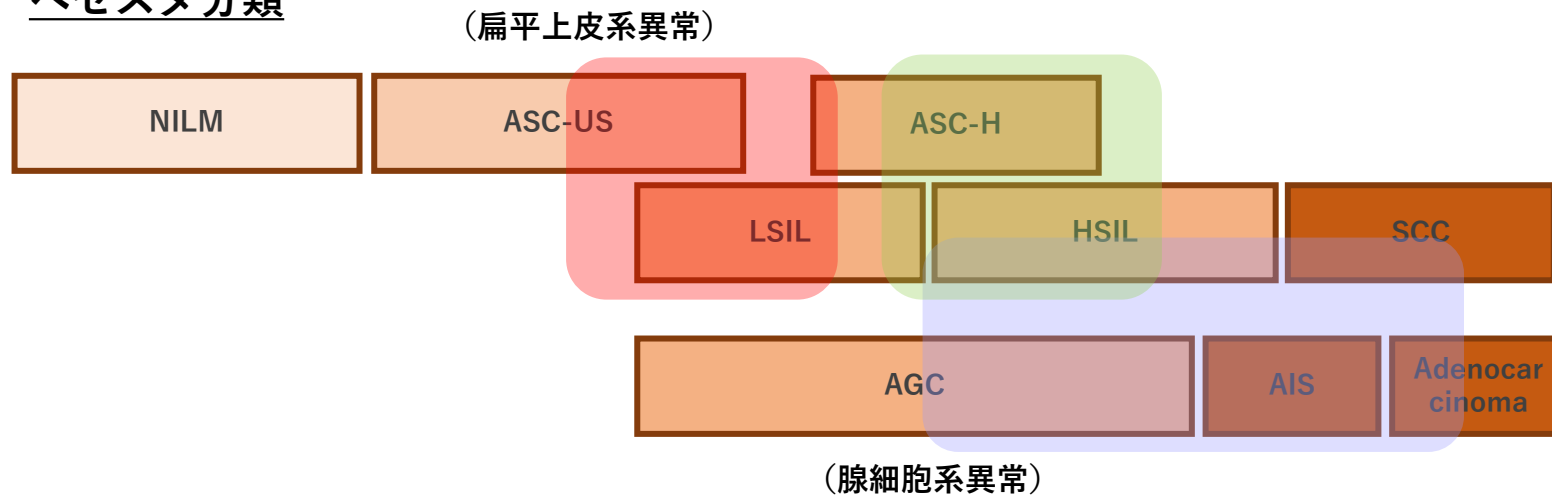 ベセスダ分類
（扁平上皮系異常）
NILM
ASC-US
ASC-H
LSIL
HSIL
SCC
AGC
AIS
Adenocar
cinoma
（腺細胞系異常）